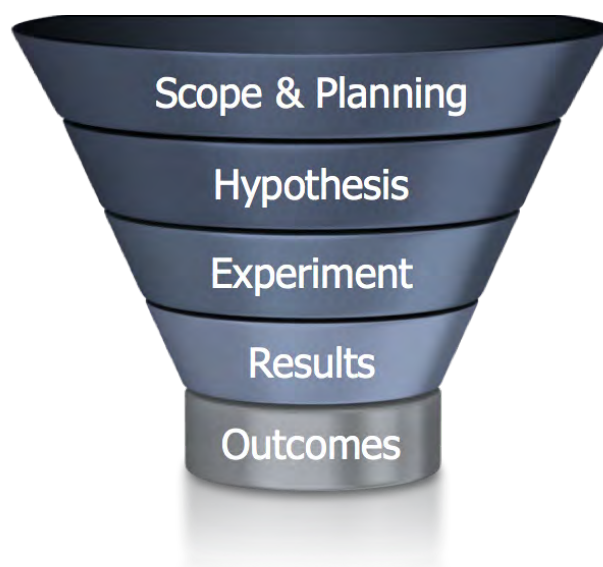 Scope & Planning
Hypothesis
Experiment
Results
Outcomes